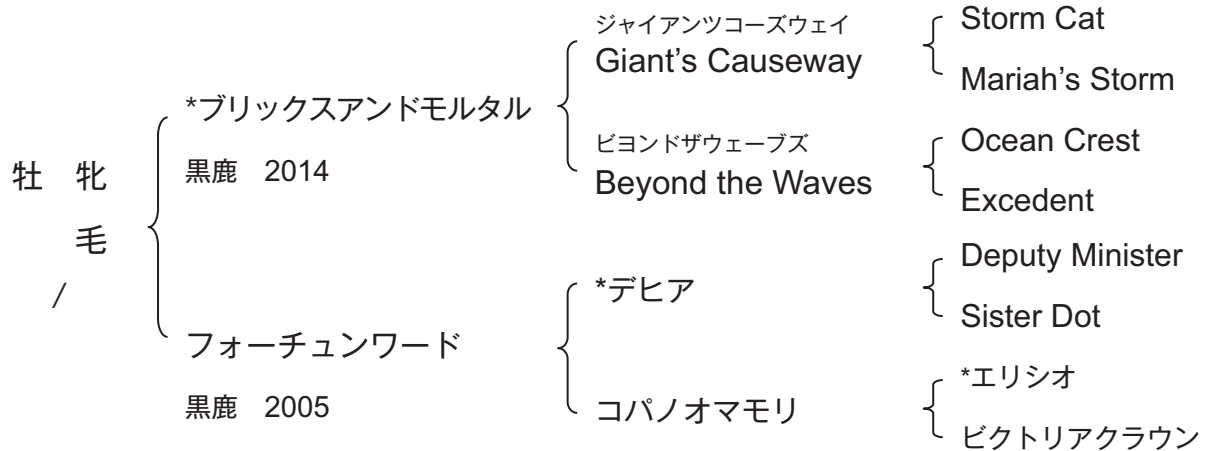 牡 牝
毛
/
*ブリックスアンドモルタル
黒鹿 2014
フォーチュンワード
黒鹿 2005
ジャイアンツコーズウェイ
Giant's Causeway
ビヨンドザウェーブズ
Beyond the Waves
*デヒア
コパノオマモリ
Storm Cat
Mariah's Storm
Ocean Crest
Excedent
Deputy Minister
Sister Dot
*エリシオ
ビクトリアクラウン